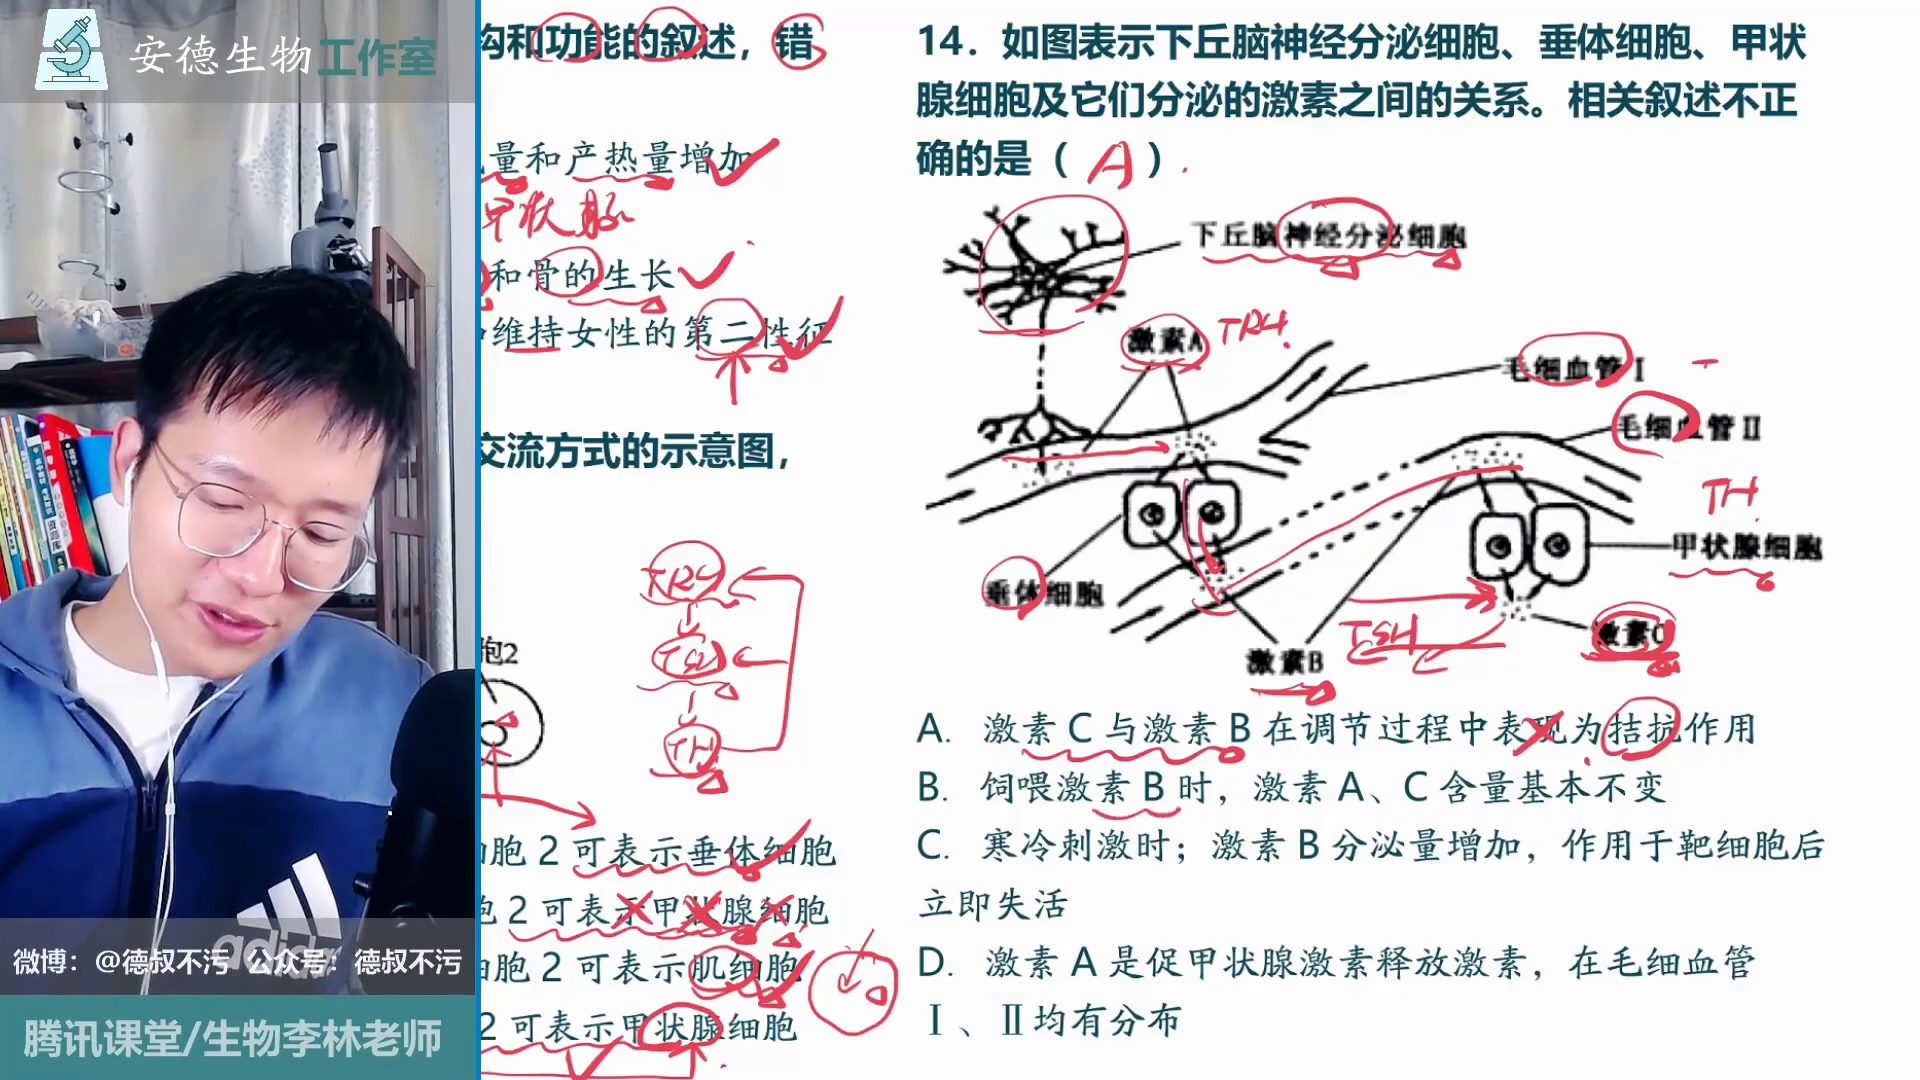 安德生物工作室
构和功能的叙述，错
量和产热量增加
甲状腺
和骨的生长
维持女性的第二性征
交流方式的示意图，
胞2
TRH
TSH
TH
细胞 2 可表示垂体细胞
胞 2 可表示甲状腺细胞
细胞 2 可表示肌细胞
2 可表示甲状腺细胞
14．如图表示下丘脑神经分泌细胞、垂体细胞、甲状
腺细胞及它们分泌的激素之间的关系。相关叙述不正
确的是（ A ）
下丘脑神经分泌细胞
激素A
TRH
毛细血管Ⅰ
毛细血管Ⅱ
TH
甲状腺细胞
垂体细胞
TSH
激素C
激素B
A. 激素 C 与激素 B 在调节过程中表现为拮抗作用
B. 饲喂激素 B 时，激素 A、C 含量基本不变
C. 寒冷刺激时；激素 B 分泌量增加，作用于靶细胞后
立即失活
D. 激素 A 是促甲状腺激素释放激素，在毛细血管
Ⅰ、Ⅱ均有分布
adidas
微博：@德叔不污 公众号：德叔不污
腾讯课堂/生物李林老师